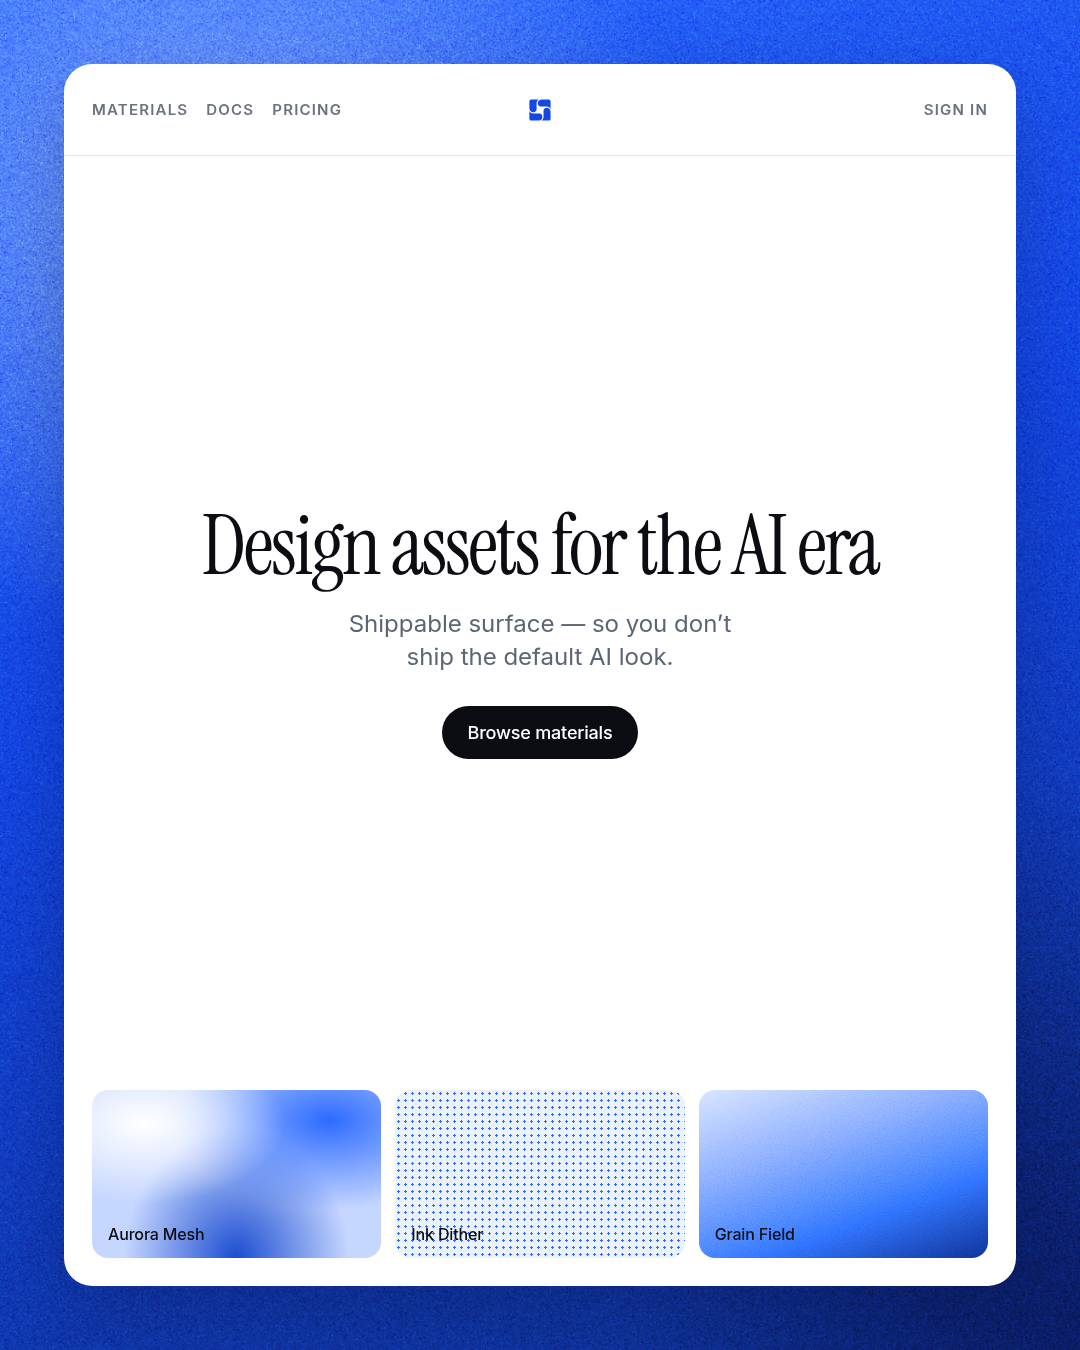 MATERIALS DOCS PRICING SIGN IN
Design assets for the AI era
Shippable surface — so you don’t
ship the default AI look.
Browse materials
Aurora Mesh
Ink Dither
Grain Field